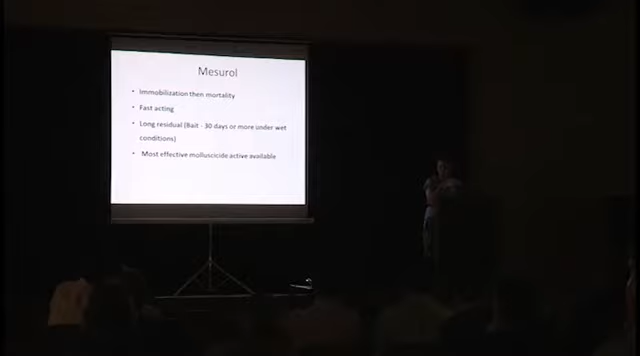 Mesurol
• Immobilization then mortality
• Fast acting
• Long residual (Bait - 30 days or more under wet
conditions)
• Most effective molluscicide active available